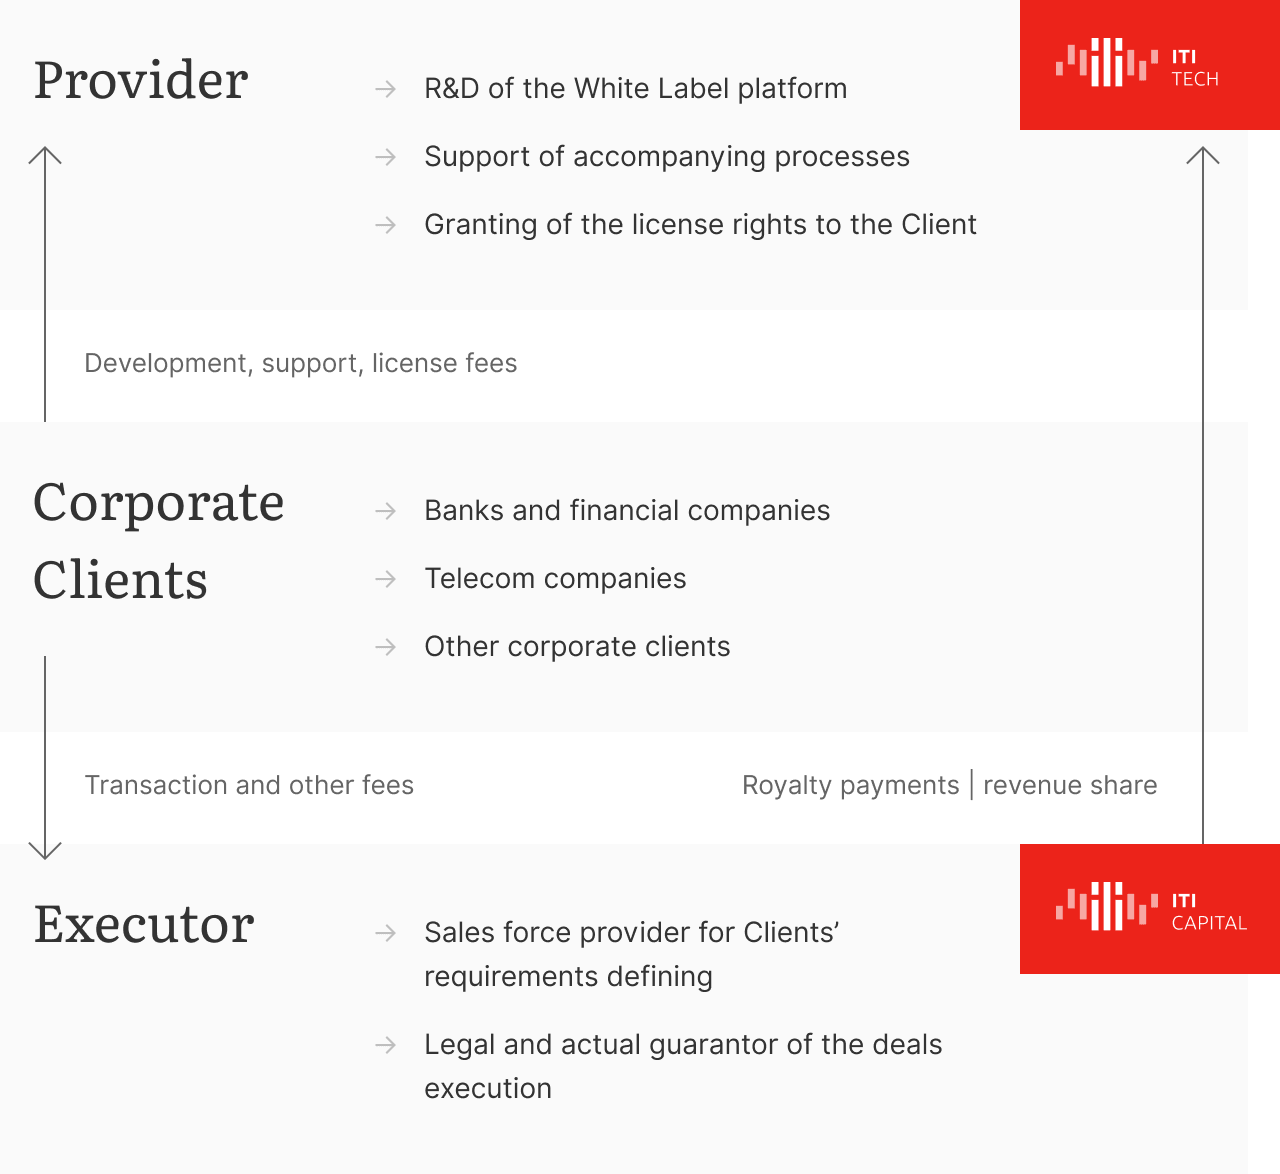 Provider
R&D of the White Label platform
Support of accompanying processes
Granting of the license rights to the Client
ITI
TECH
Development, support, license fees
Corporate
Clients
Banks and financial companies
Telecom companies
Other corporate clients
Transaction and other fees
Royalty payments | revenue share
Executor
Sales force provider for Clients’
requirements defining
Legal and actual guarantor of the deals
execution
ITI
CAPITAL